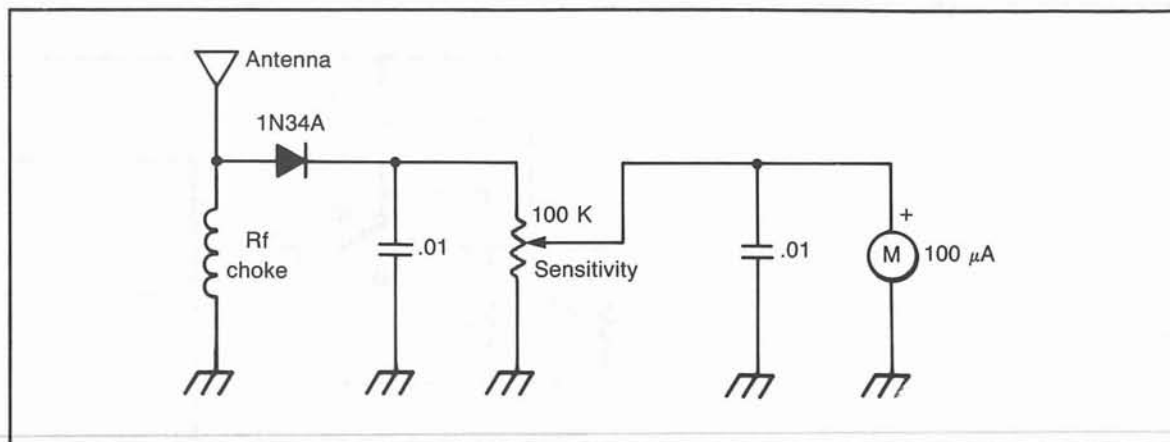 Antenna
1N34A
Rf
choke
.01
100 K
Sensitivity
.01
+
M
100 μA